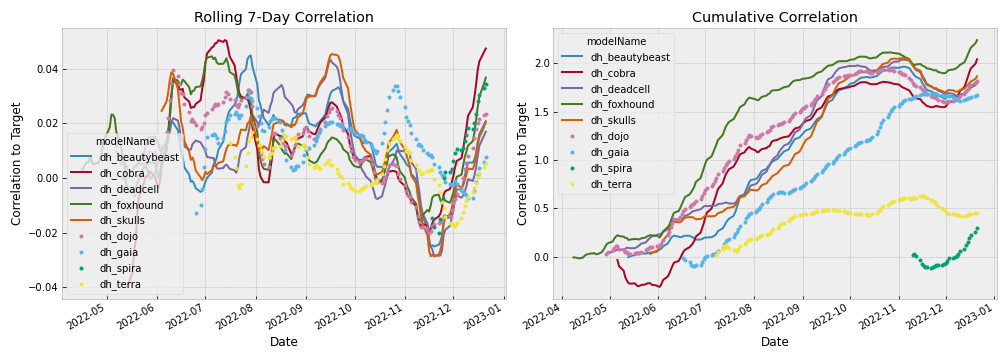 Rolling 7-Day Correlation
Correlation to Target
0.04
0.02
0.00
−0.02
−0.04
modelName
dh_beautybeast
dh_cobra
dh_deadcell
dh_foxhound
dh_skulls
dh_dojo
dh_gaia
dh_spira
dh_terra
2022-05
2022-06
2022-07
2022-08
2022-09
2022-10
2022-11
2022-12
2023-01
Date
Cumulative Correlation
Correlation to Target
2.0
1.5
1.0
0.5
0.0
modelName
dh_beautybeast
dh_cobra
dh_deadcell
dh_foxhound
dh_skulls
dh_dojo
dh_gaia
dh_spira
dh_terra
2022-04
2022-05
2022-06
2022-07
2022-08
2022-09
2022-10
2022-11
2022-12
2023-01
Date